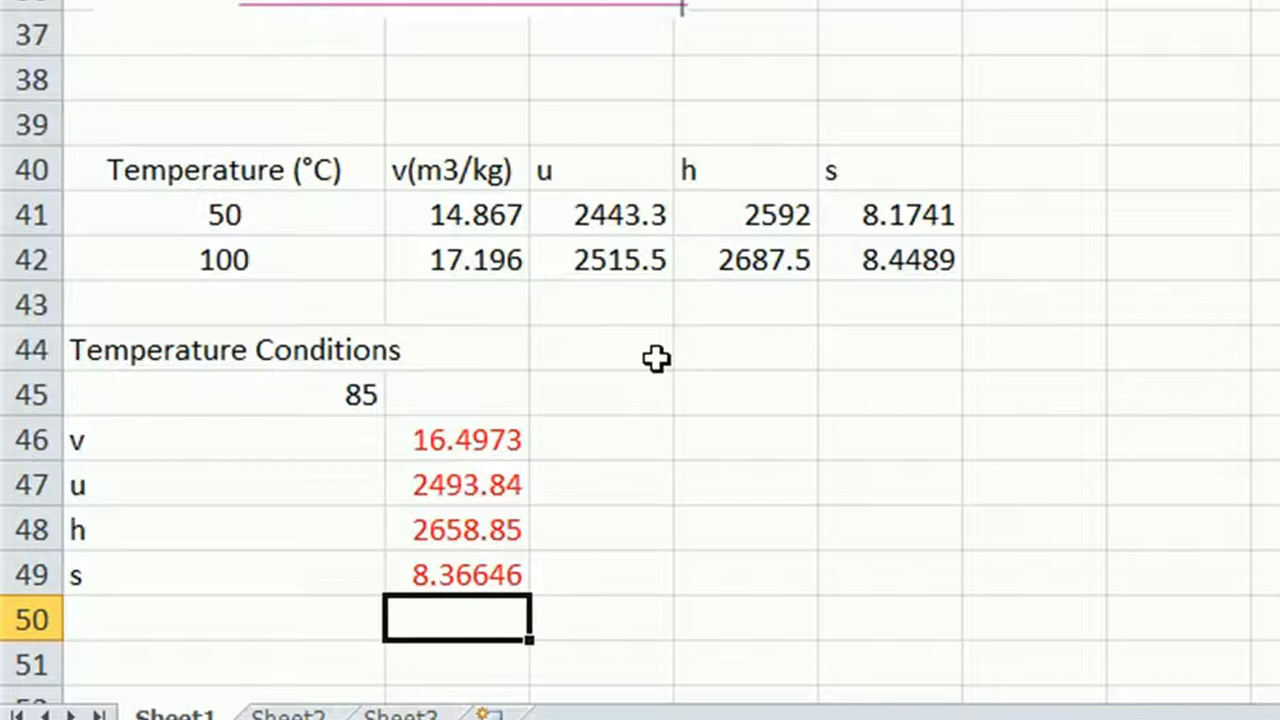 37
38
39
40 Temperature (°C) v(m3/kg) u h s
41 50 14.867 2443.3 2592 8.1741
42 100 17.196 2515.5 2687.5 8.4489
43
44 Temperature Conditions
45 85
46 v 16.4973
47 u 2493.84
48 h 2658.85
49 s 8.36646
50
51
Sheet1 Sheet2 Sheet3